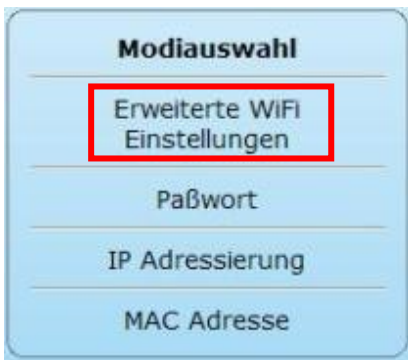 Modiauswahl
Erweiterte WiFi
Einstellungen
Paßwort
IP Adressierung
MAC Adresse